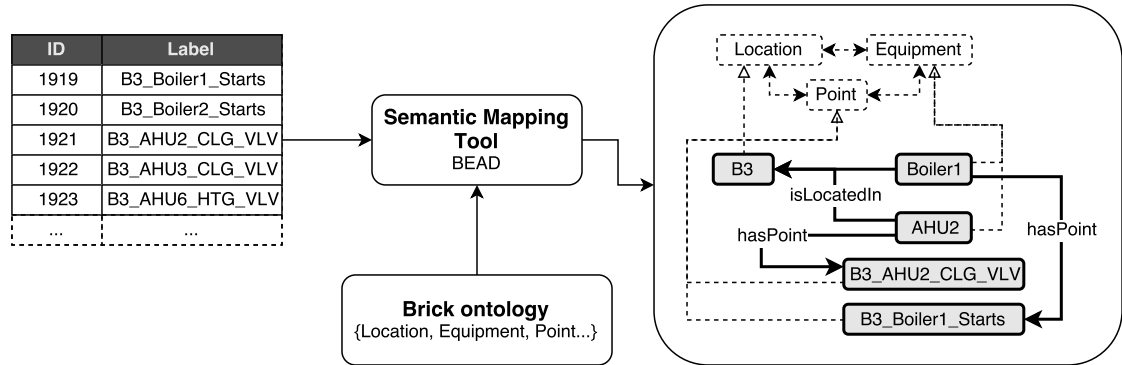 ID Label
1919 B3_Boiler1_Starts
1920 B3_Boiler2_Starts
1921 B3_AHU2_CLG_VLV
1922 B3_AHU3_CLG_VLV
1923 B3_AHU6_HTG_VLV
... ...
Semantic Mapping
Tool
BEAD
Brick ontology
{Location, Equipment, Point...}
Location Equipment
Point
B3 Boiler1
isLocatedIn
AHU2
hasPoint hasPoint
B3_AHU2_CLG_VLV
B3_Boiler1_Starts